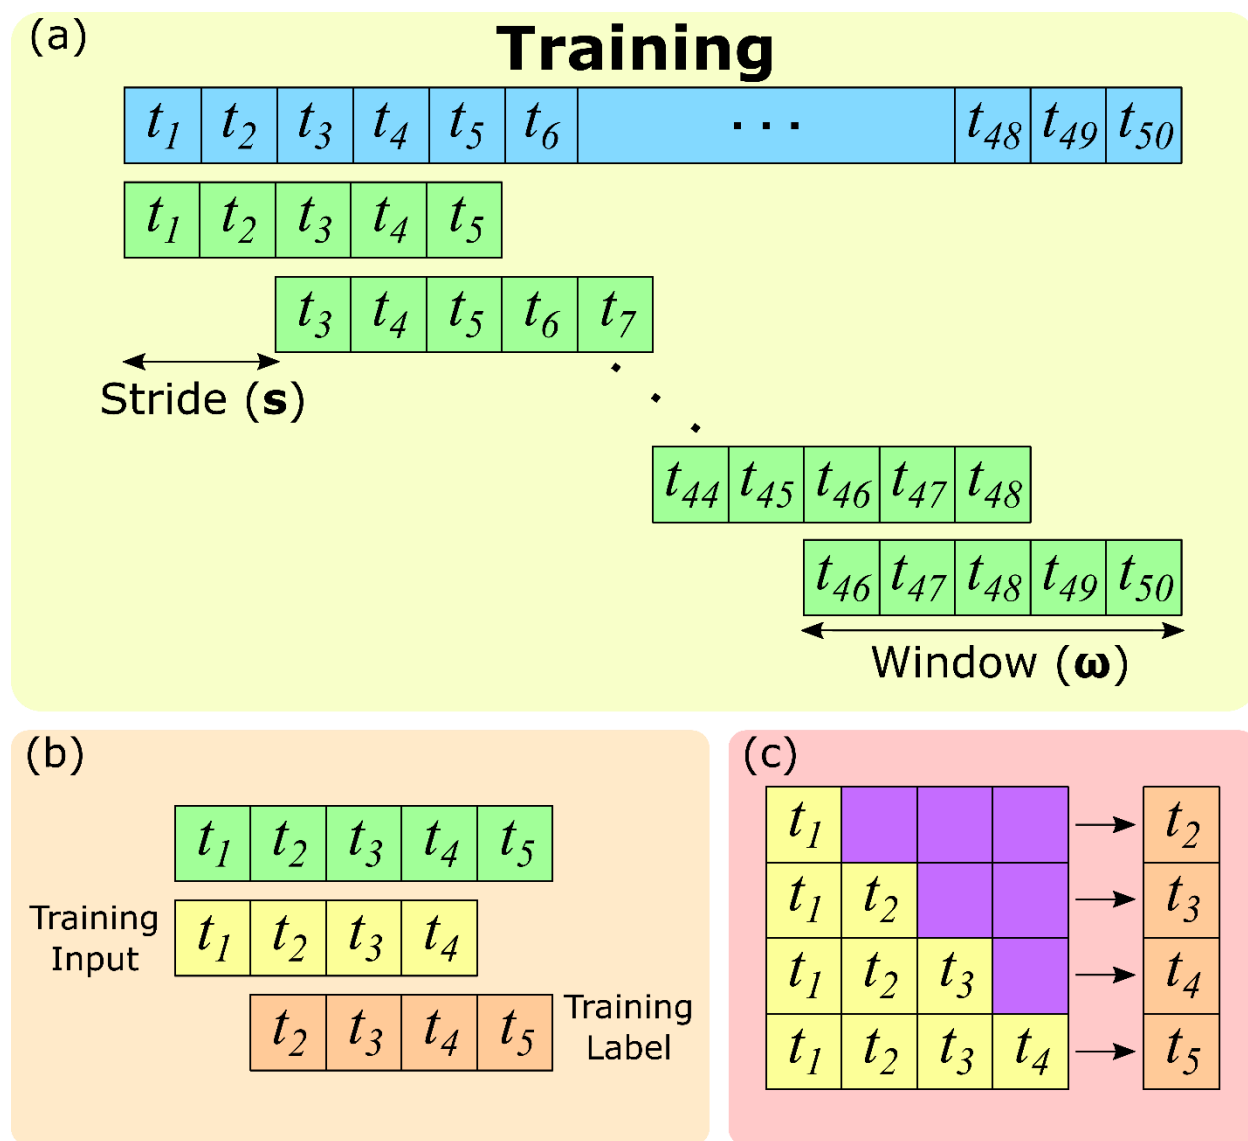 (a)
Training
t1 t2 t3 t4 t5 t6 ... t48 t49 t50
t1 t2 t3 t4 t5
t3 t4 t5 t6 t7
Stride (s)
t44 t45 t46 t47 t48
t46 t47 t48 t49 t50
Window (ω)
(b)
t1 t2 t3 t4 t5
Training
Input
t1 t2 t3 t4
t2 t3 t4 t5
Training
Label
(c)
t1 t2
t1 t2 t3
t1 t2 t3 t4
t1 t2 t3 t4 t5